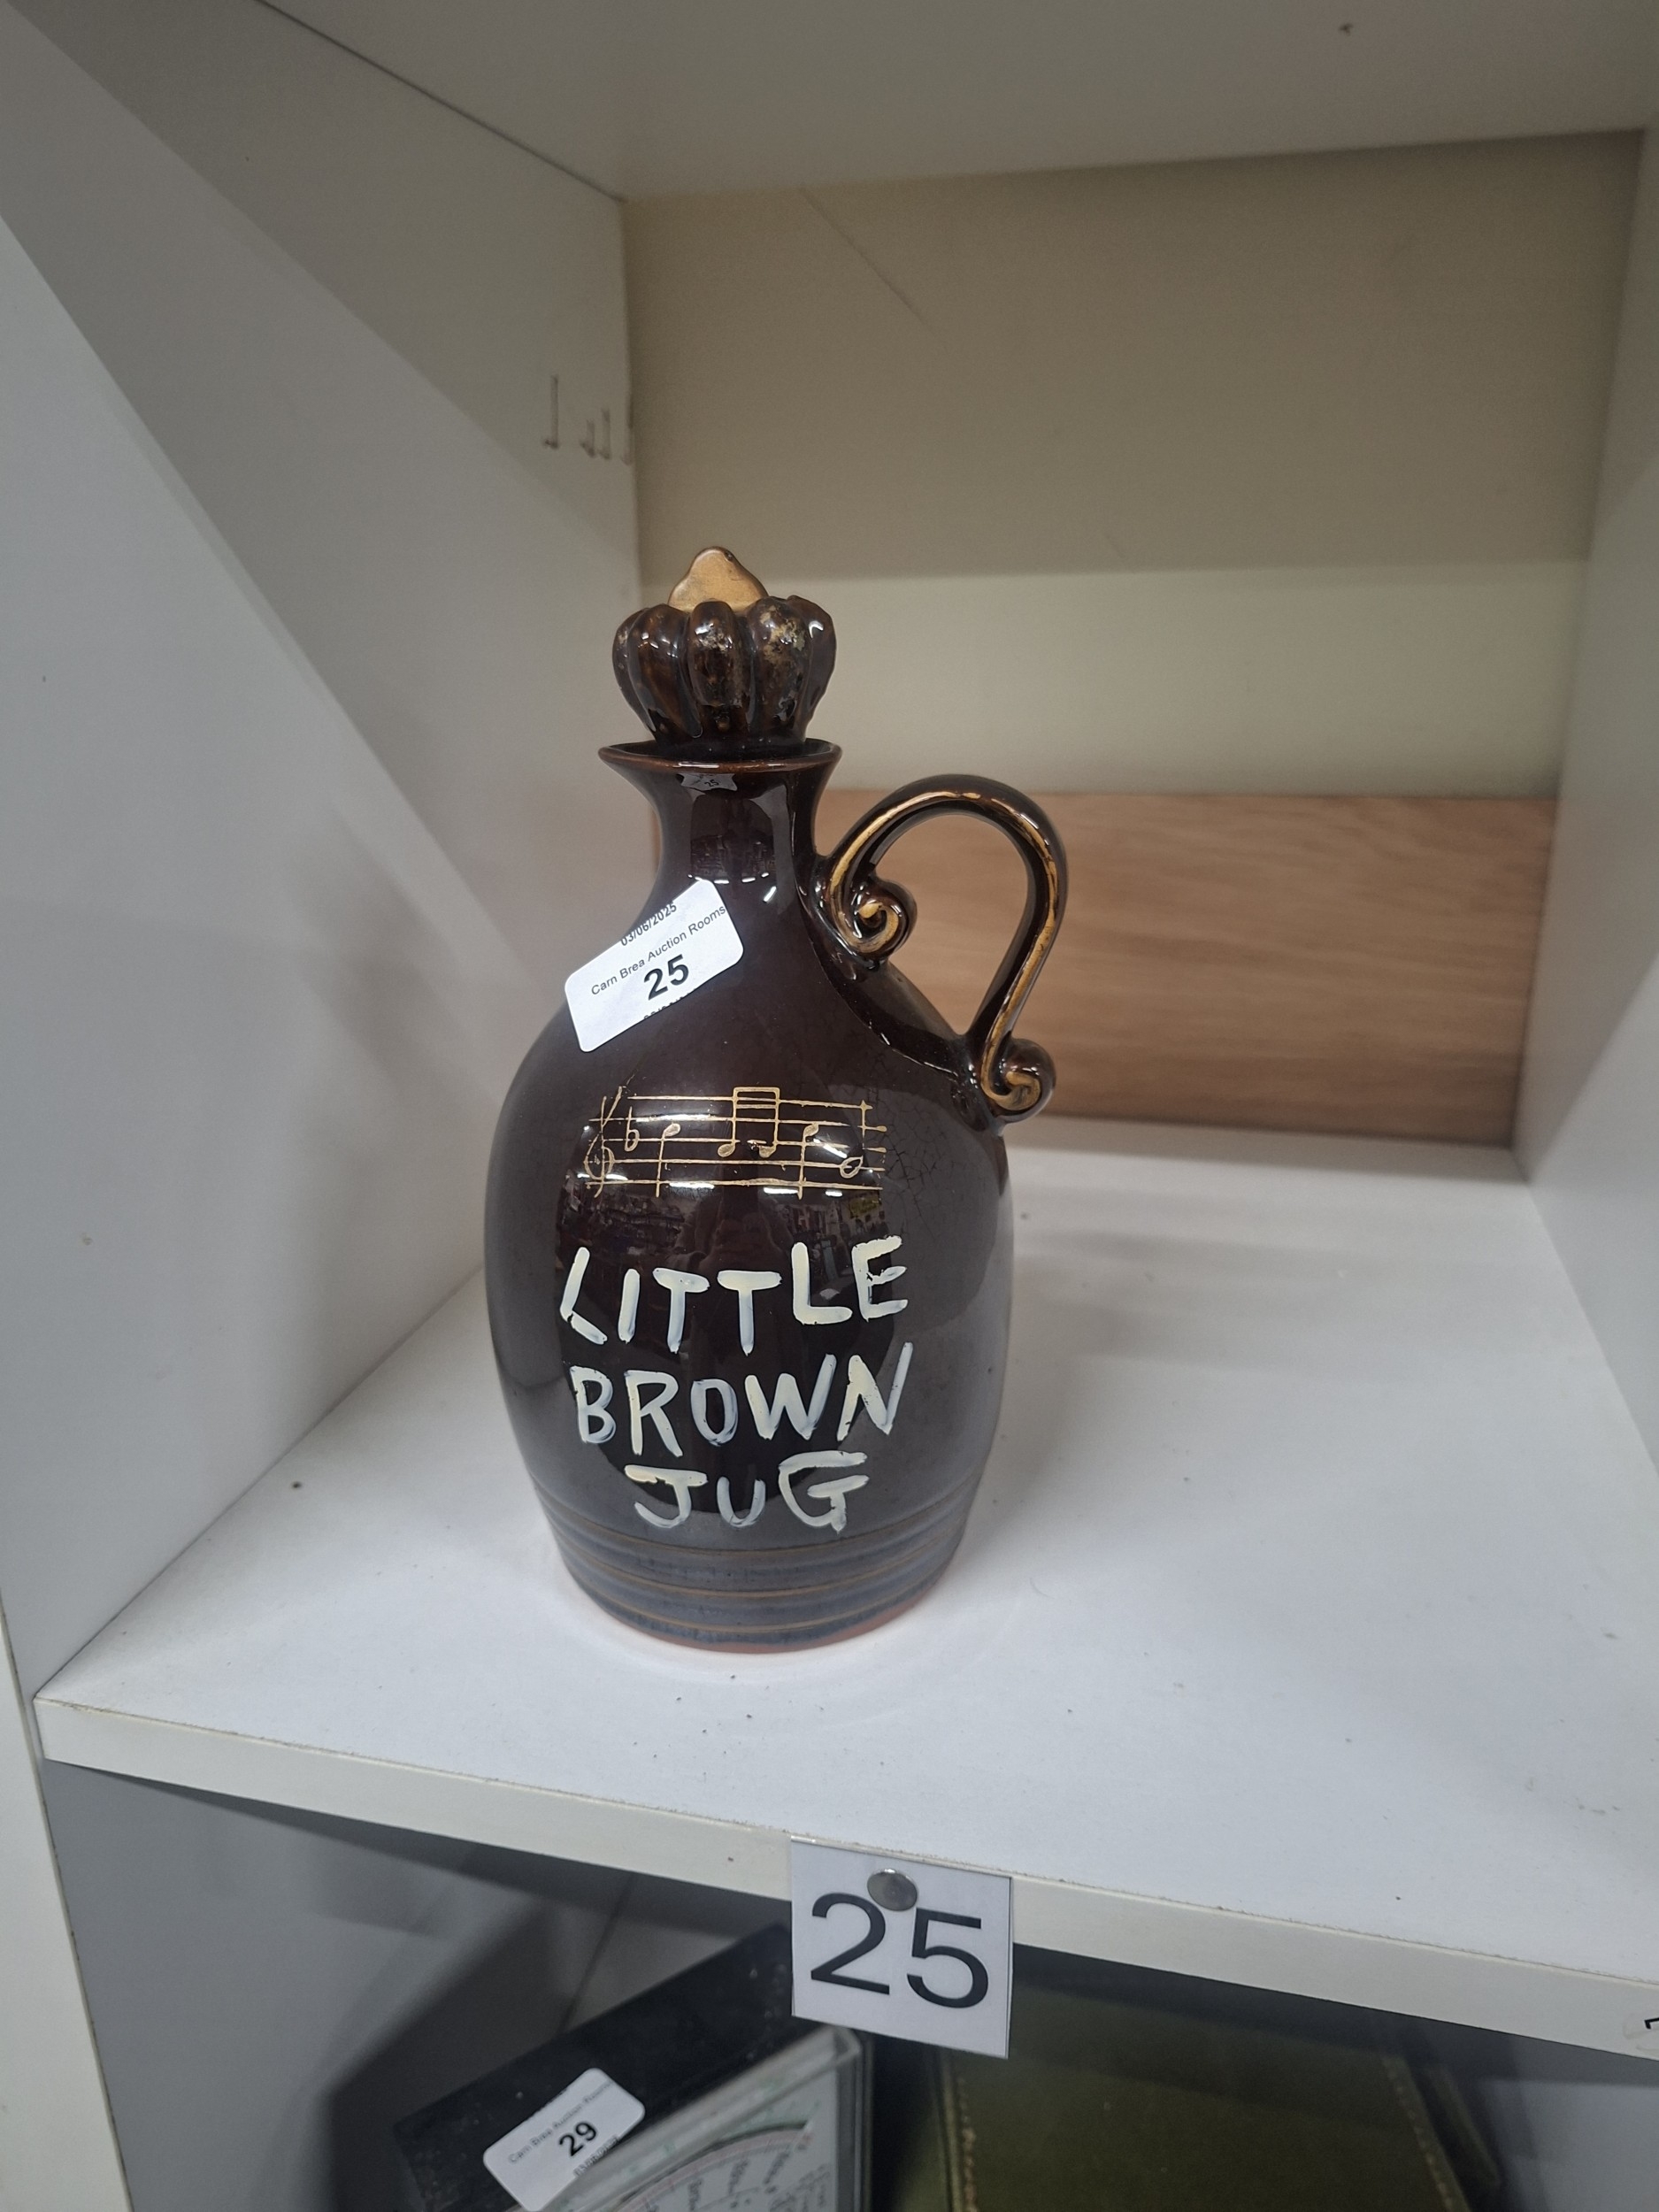 03/06/2025
Carn Brea Auction Rooms
25
LITTLE
BROWN
JUG
25
Carn Brea Auction Rooms
29